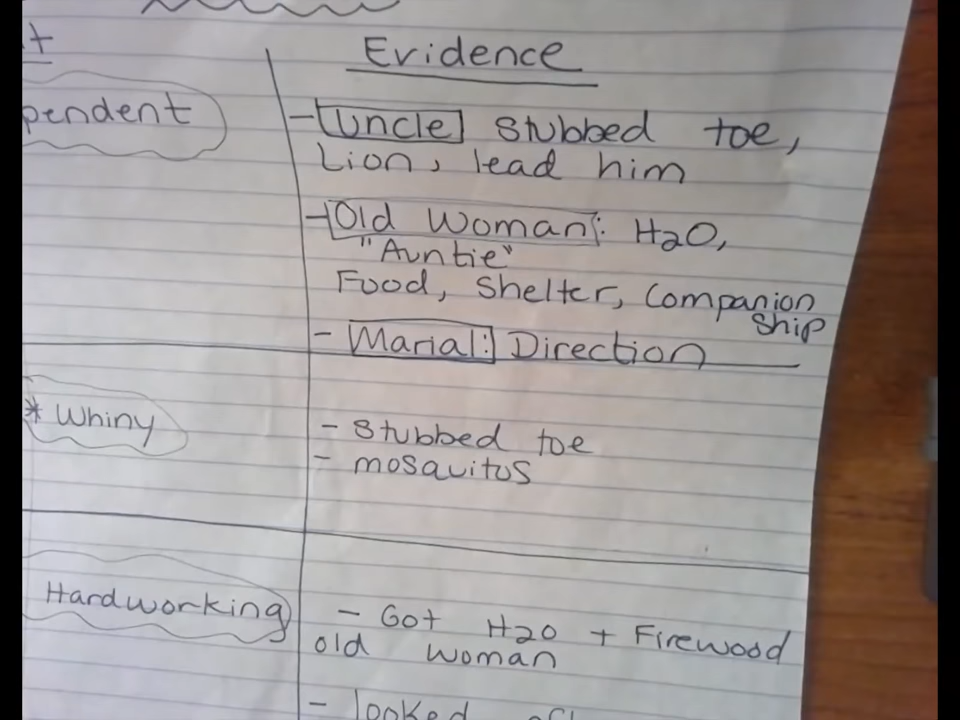 Evidence
pendent
- Uncle stubbed toe,
Lion, lead him
- Old Woman: H2O,
"Auntie"
Food, Shelter, Companion
Ship
- Marial: Direction
* Whiny
- stubbed toe
- mosquitos
Hardworking
- Got H2O + Firewood
old woman
- looked